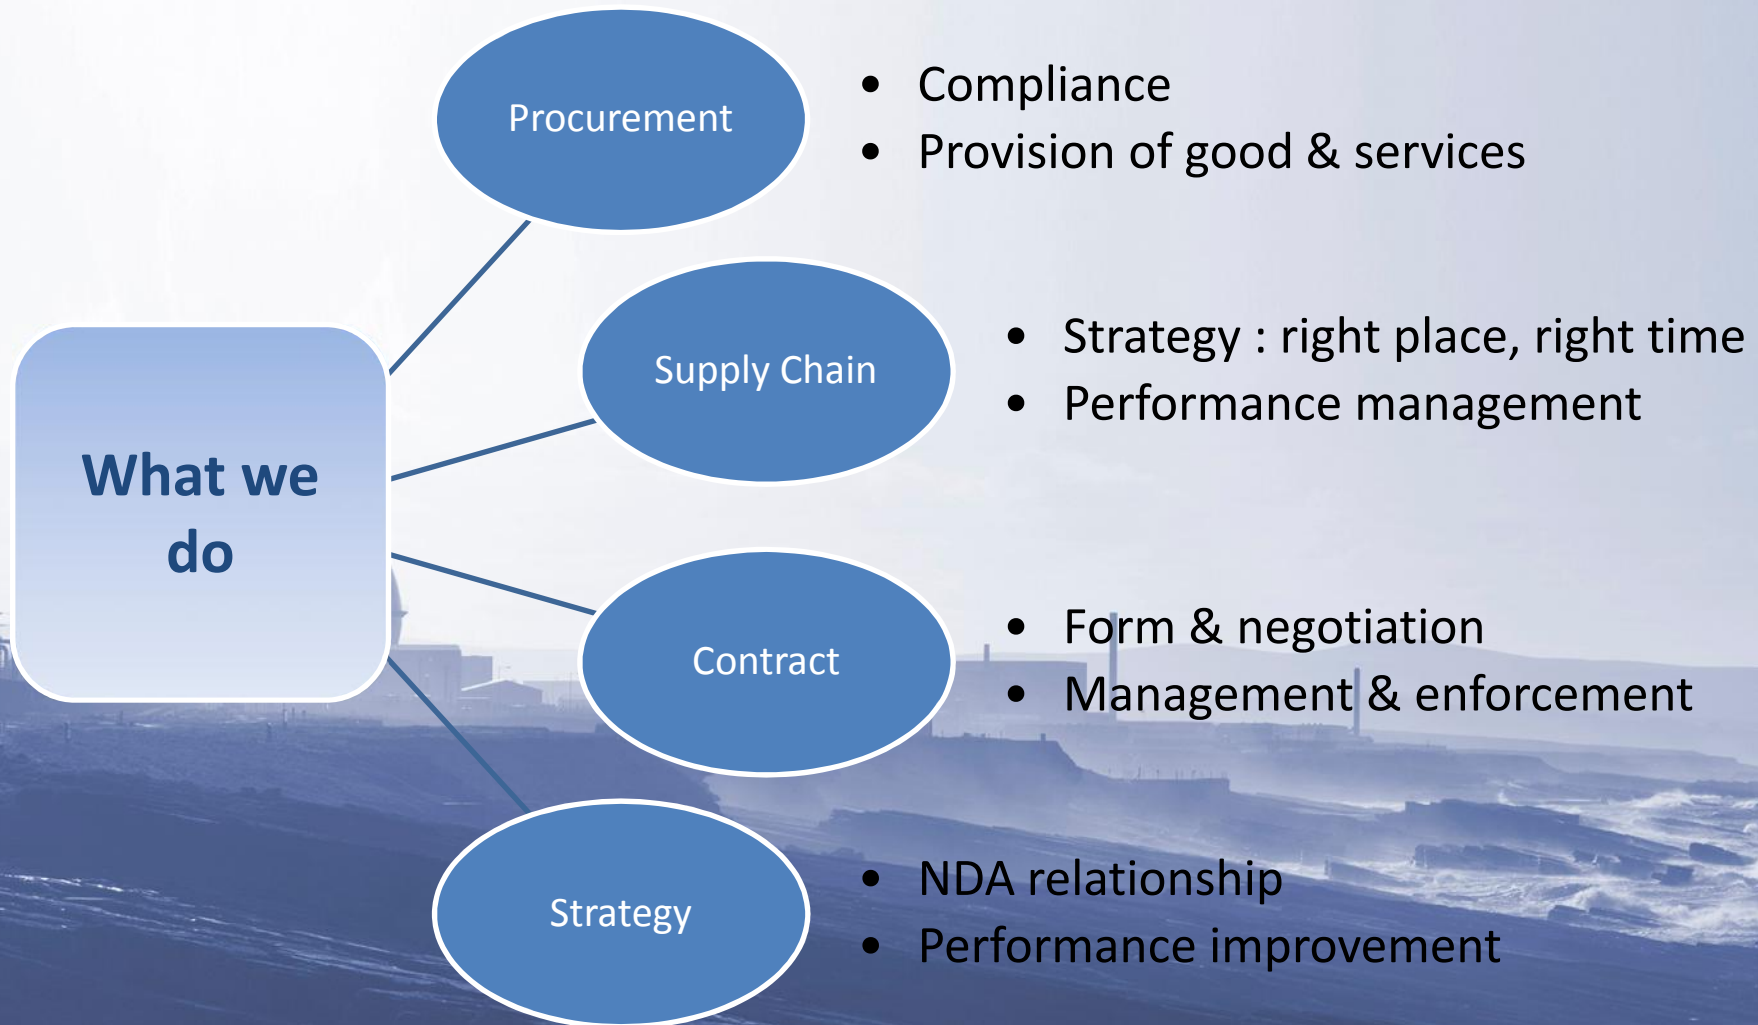 What we
do
Procurement
• Compliance
• Provision of good & services
Supply Chain
• Strategy : right place, right time
• Performance management
Contract
• Form & negotiation
• Management & enforcement
Strategy
• NDA relationship
• Performance improvement